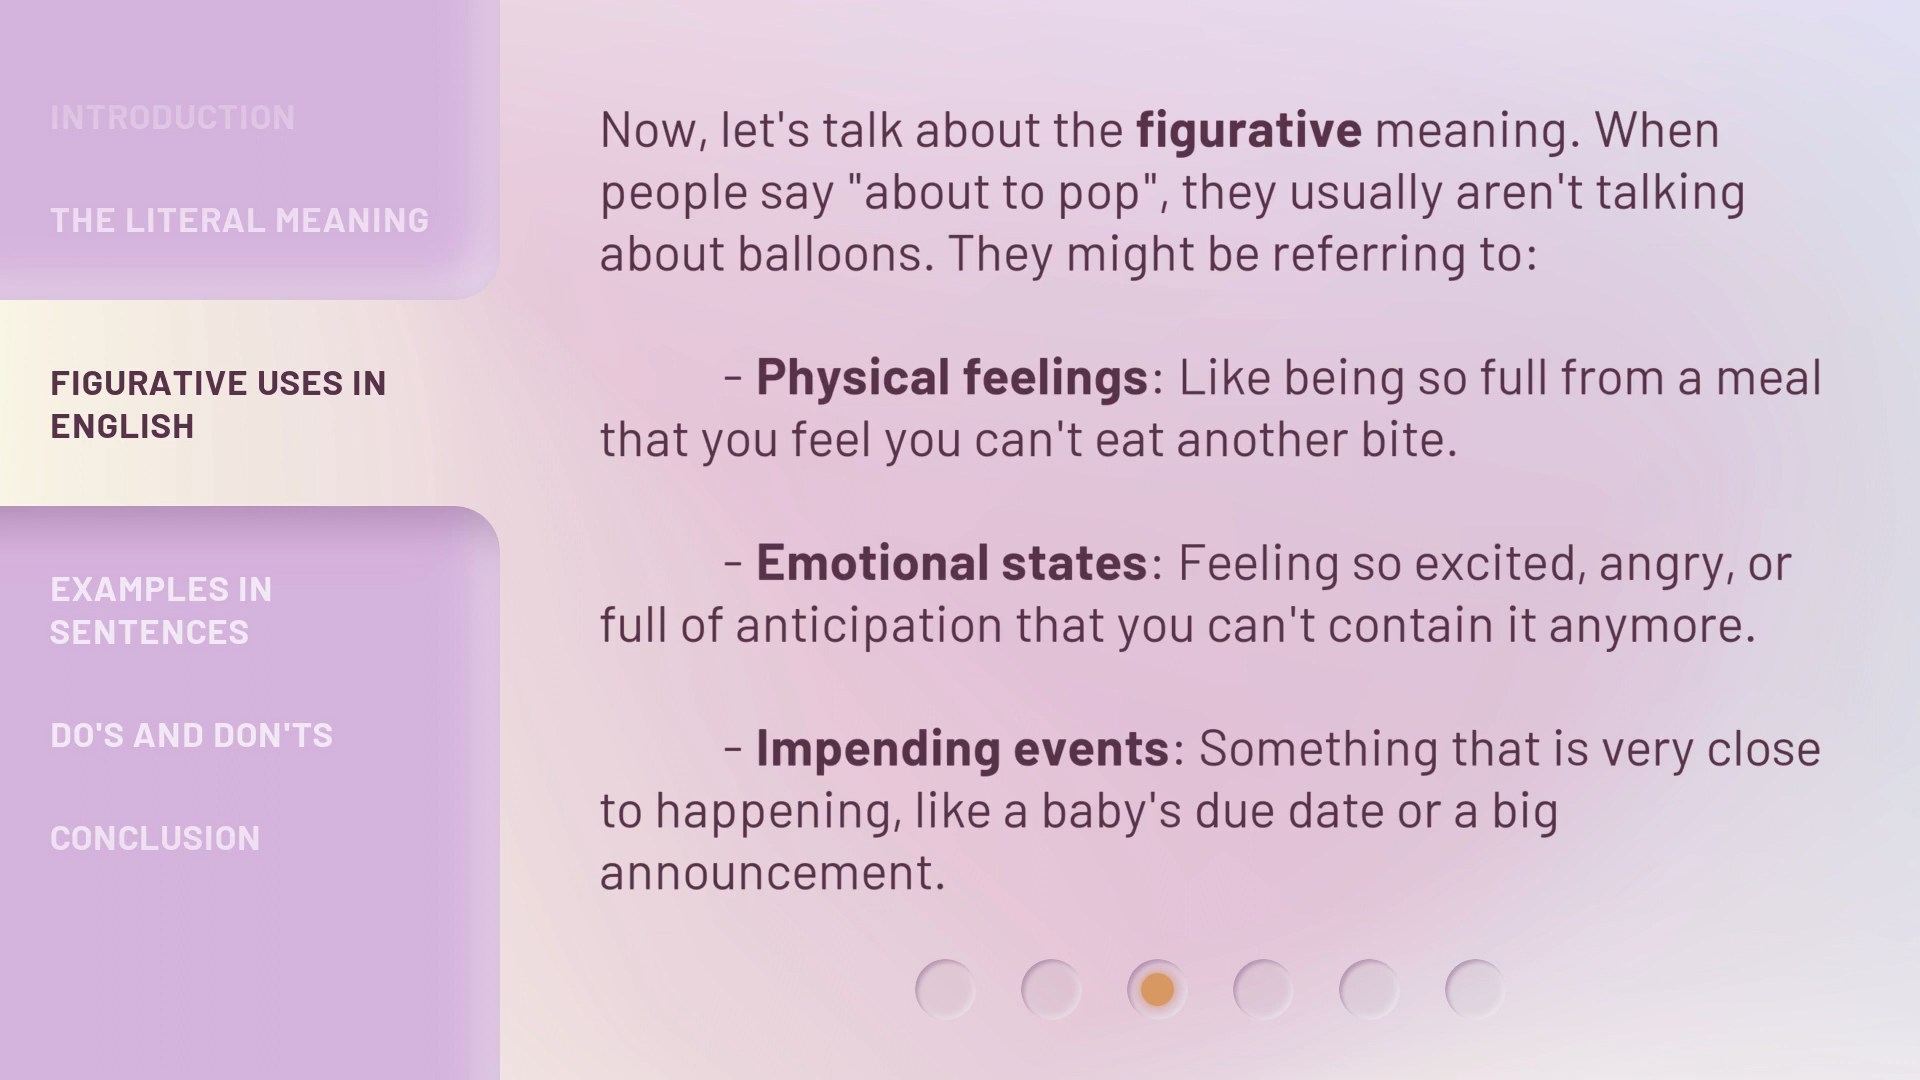 INTRODUCTION
THE LITERAL MEANING
FIGURATIVE USES IN
ENGLISH
EXAMPLES IN
SENTENCES
DO'S AND DON'TS
CONCLUSION
Now, let's talk about the figurative meaning. When
people say "about to pop", they usually aren't talking
about balloons. They might be referring to:
- Physical feelings: Like being so full from a meal
that you feel you can't eat another bite.
- Emotional states: Feeling so excited, angry, or
full of anticipation that you can't contain it anymore.
- Impending events: Something that is very close
to happening, like a baby's due date or a big
announcement.